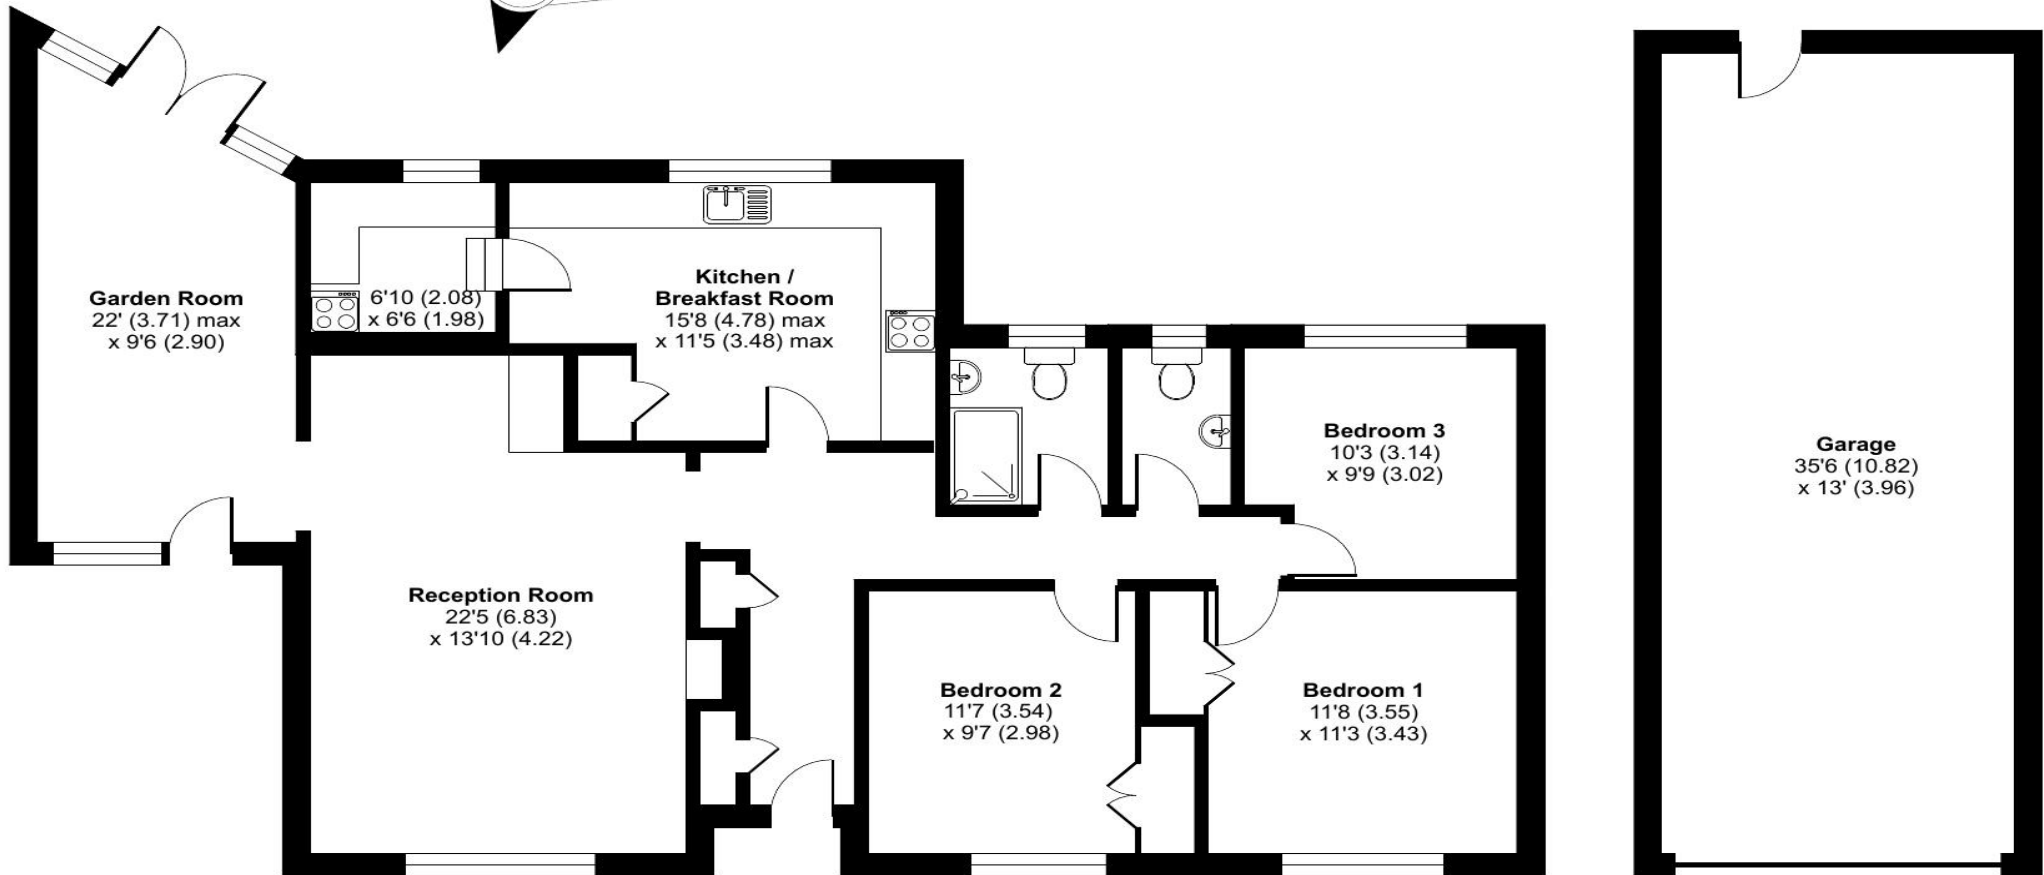 Garden Room
22' (3.71) max
x 9'6 (2.90)
6'10 (2.08)
x 6'6 (1.98)
Kitchen /
Breakfast Room
15'8 (4.78) max
x 11'5 (3.48) max
Bedroom 3
10'3 (3.14)
x 9'9 (3.02)
Garage
35'6 (10.82)
x 13' (3.96)
Reception Room
22'5 (6.83)
x 13'10 (4.22)
Bedroom 2
11'7 (3.54)
x 9'7 (2.98)
Bedroom 1
11'8 (3.55)
x 11'3 (3.43)